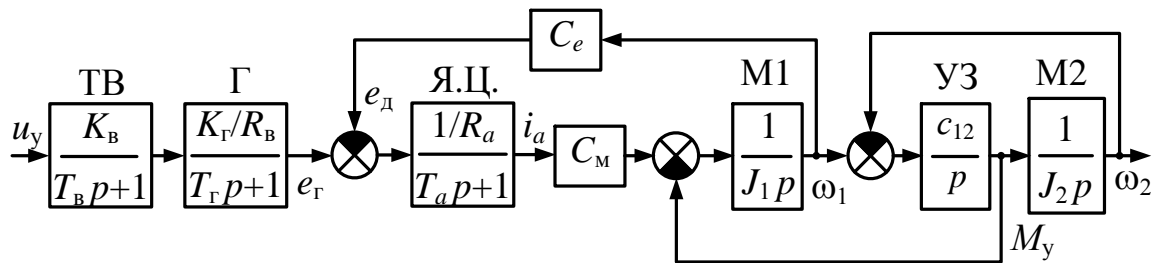 C_e
ТВ
Г
Я.Ц.
М1
УЗ
М2
u_у
K_в
T_в p+1
K_г/R_в
T_г p+1
e_г
e_д
1/R_a
T_a p+1
i_a
C_м
1
J_1 p
ω_1
c_12
p
1
J_2 p
ω_2
M_у